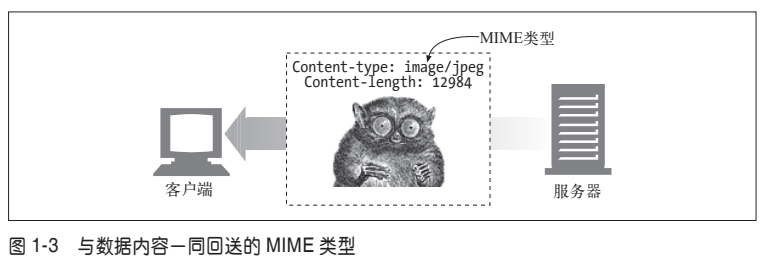 MIME类型
Content-type: image/jpeg
Content-length: 12984
客户端
服务器
图 1-3 与数据内容一同回送的 MIME 类型